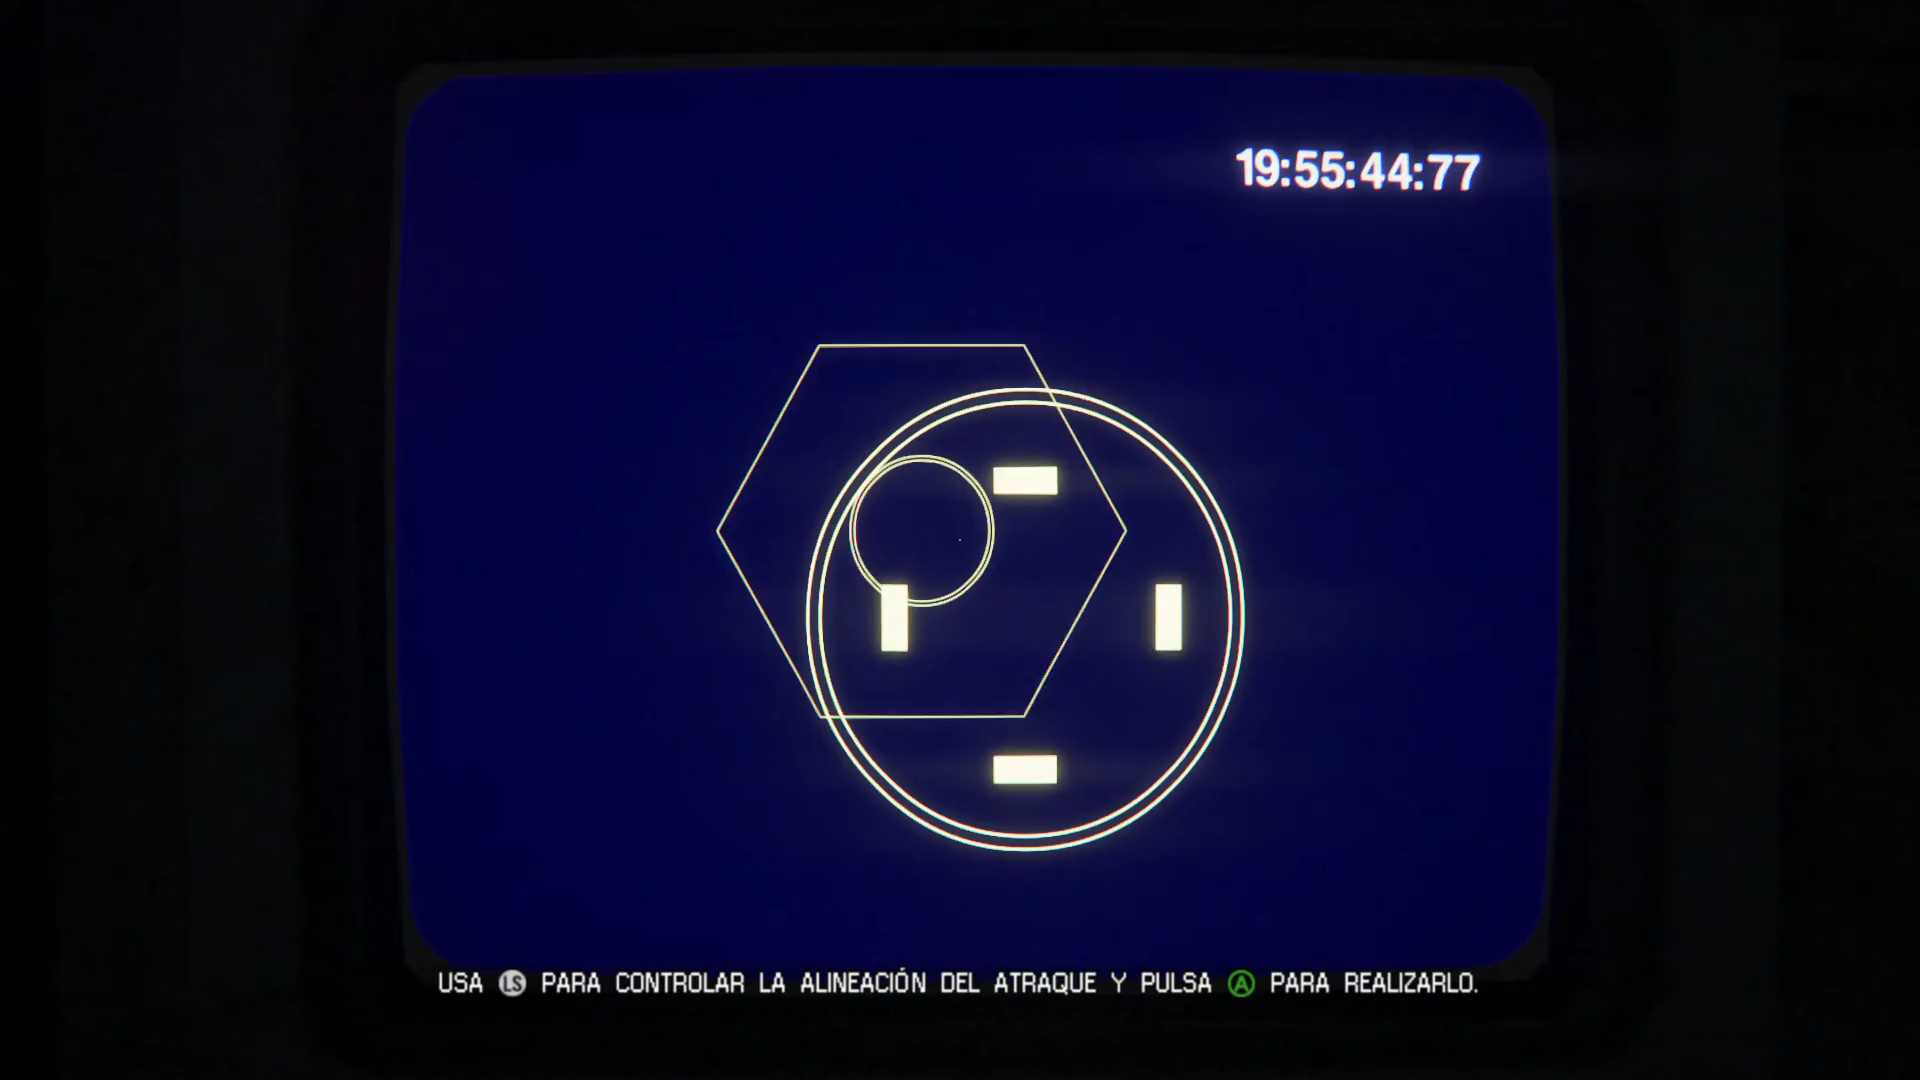 19:55:44:77
USA LS PARA CONTROLAR LA ALINEACIÓN DEL ATRAQUE Y PULSA A PARA REALIZARLO.